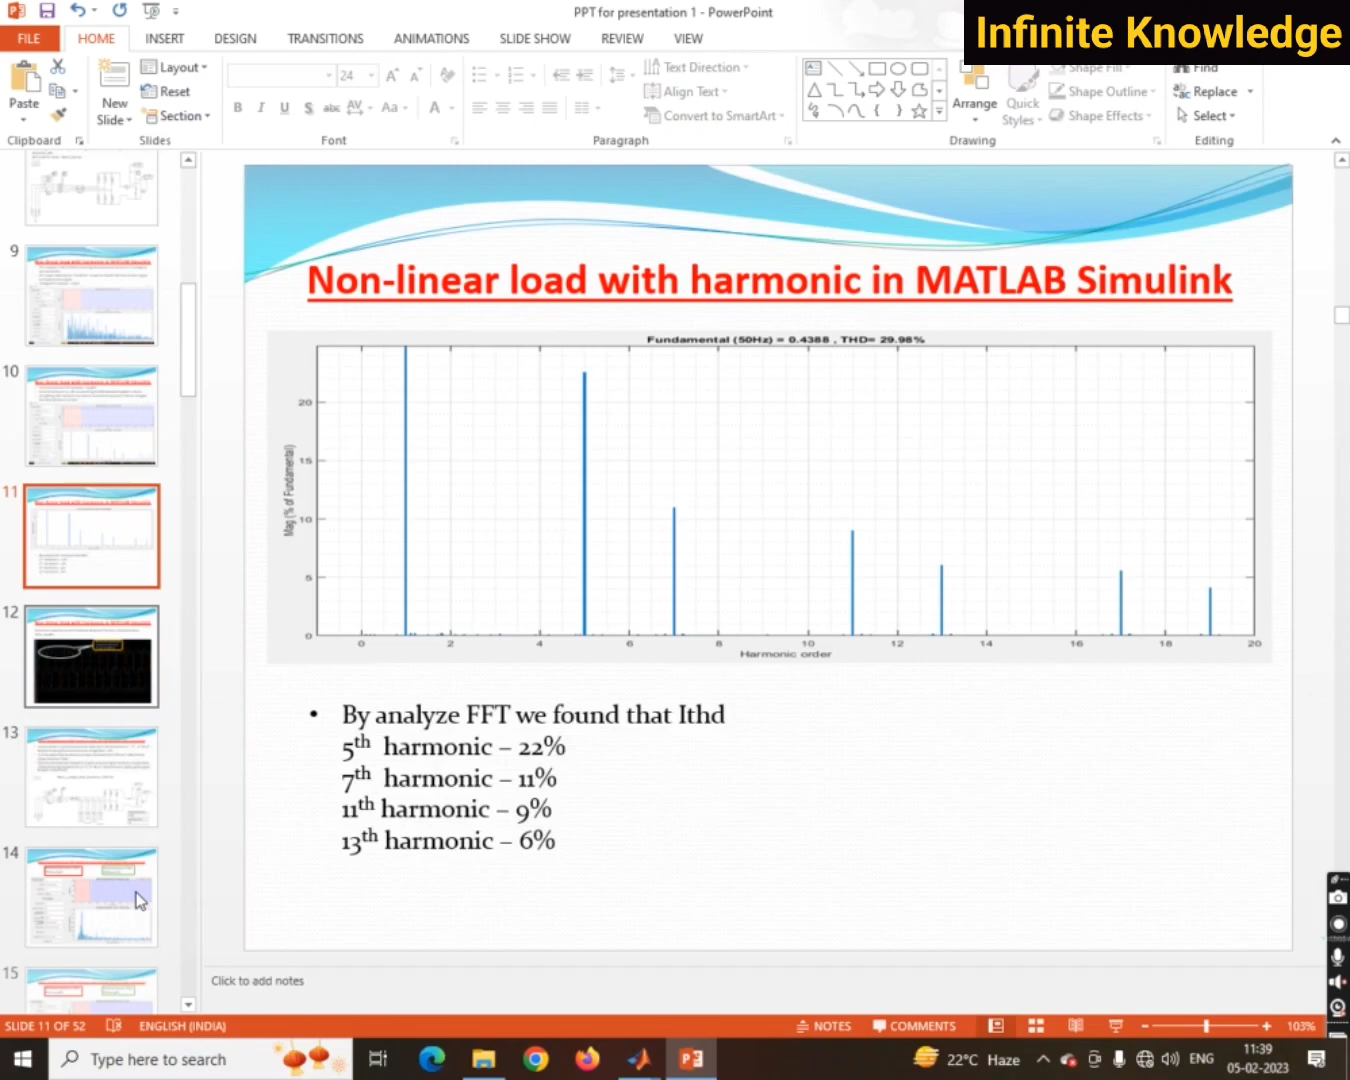 PPT for presentation 1 - PowerPoint
Infinite Knowledge
FILE
HOME
INSERT
DESIGN
TRANSITIONS
ANIMATIONS
SLIDE SHOW
REVIEW
VIEW
Paste
New Slide
Layout
Reset
Section
24
B I U S abc AV Aa A
Text Direction
Align Text
Convert to SmartArt
Arrange
Quick Styles
Shape Fill
Shape Outline
Shape Effects
Find
Replace
Select
Clipboard
Slides
Font
Paragraph
Drawing
Editing
9
10
11
12
13
14
15
Non-linear load with harmonic in MATLAB Simulink
Fundamental (50Hz) = 0.4388 , THD= 29.98%
Mag (% of Fundamental)
20
15
10
5
0
0 2 4 6 8 10 12 14 16 18 20
Harmonic order
• By analyze FFT we found that Ithd
5th harmonic – 22%
7th harmonic – 11%
11th harmonic – 9%
13th harmonic – 6%
Click to add notes
SLIDE 11 OF 52
ENGLISH (INDIA)
NOTES
COMMENTS
103%
Type here to search
22°C Haze
ENG
11:39
05-02-2023